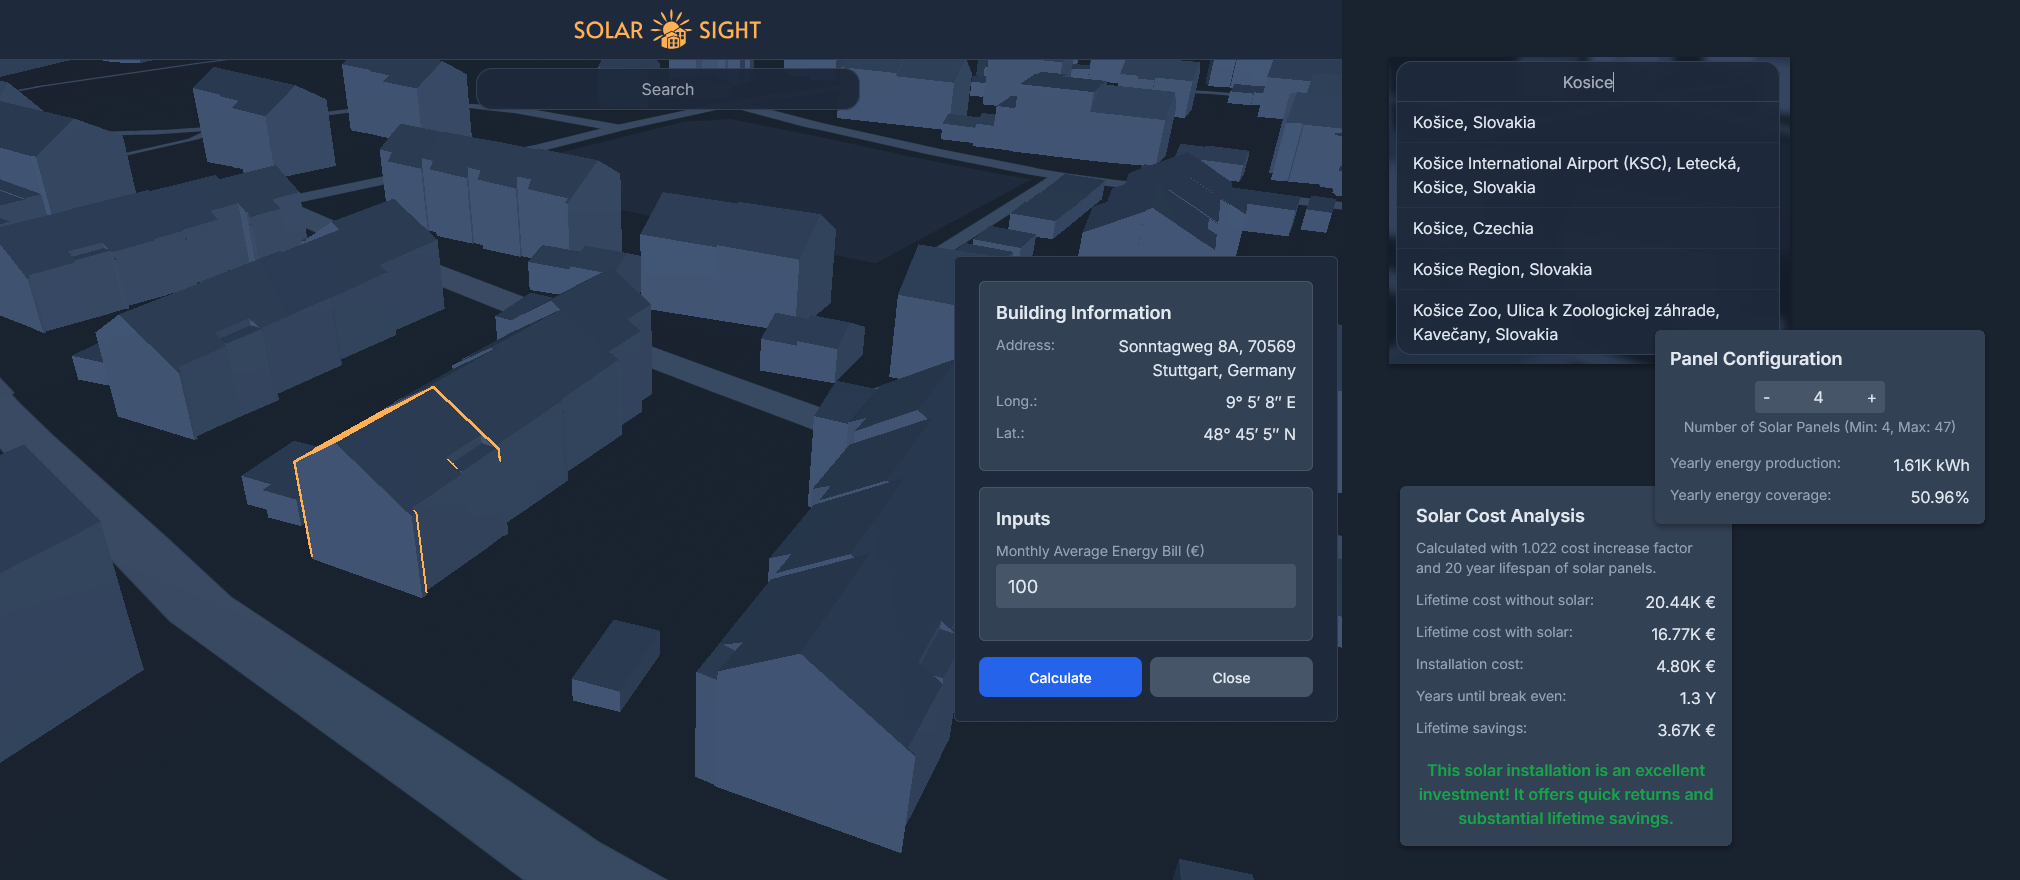 SOLAR SIGHT
Search
Building Information
Address: Sonntagweg 8A, 70569
Stuttgart, Germany
Long.: 9° 5′ 8″ E
Lat.: 48° 45′ 5″ N
Inputs
Monthly Average Energy Bill (€)
100
Calculate Close
Kosice
Košice, Slovakia
Košice International Airport (KSC), Letecká,
Košice, Slovakia
Košice, Czechia
Košice Region, Slovakia
Košice Zoo, Ulica k Zoologickej záhrade,
Kavečany, Slovakia
Panel Configuration
- 4 +
Number of Solar Panels (Min: 4, Max: 47)
Yearly energy production: 1.61K kWh
Yearly energy coverage: 50.96%
Solar Cost Analysis
Calculated with 1.022 cost increase factor
and 20 year lifespan of solar panels.
Lifetime cost without solar: 20.44K €
Lifetime cost with solar: 16.77K €
Installation cost: 4.80K €
Years until break even: 1.3 Y
Lifetime savings: 3.67K €
This solar installation is an excellent
investment! It offers quick returns and
substantial lifetime savings.